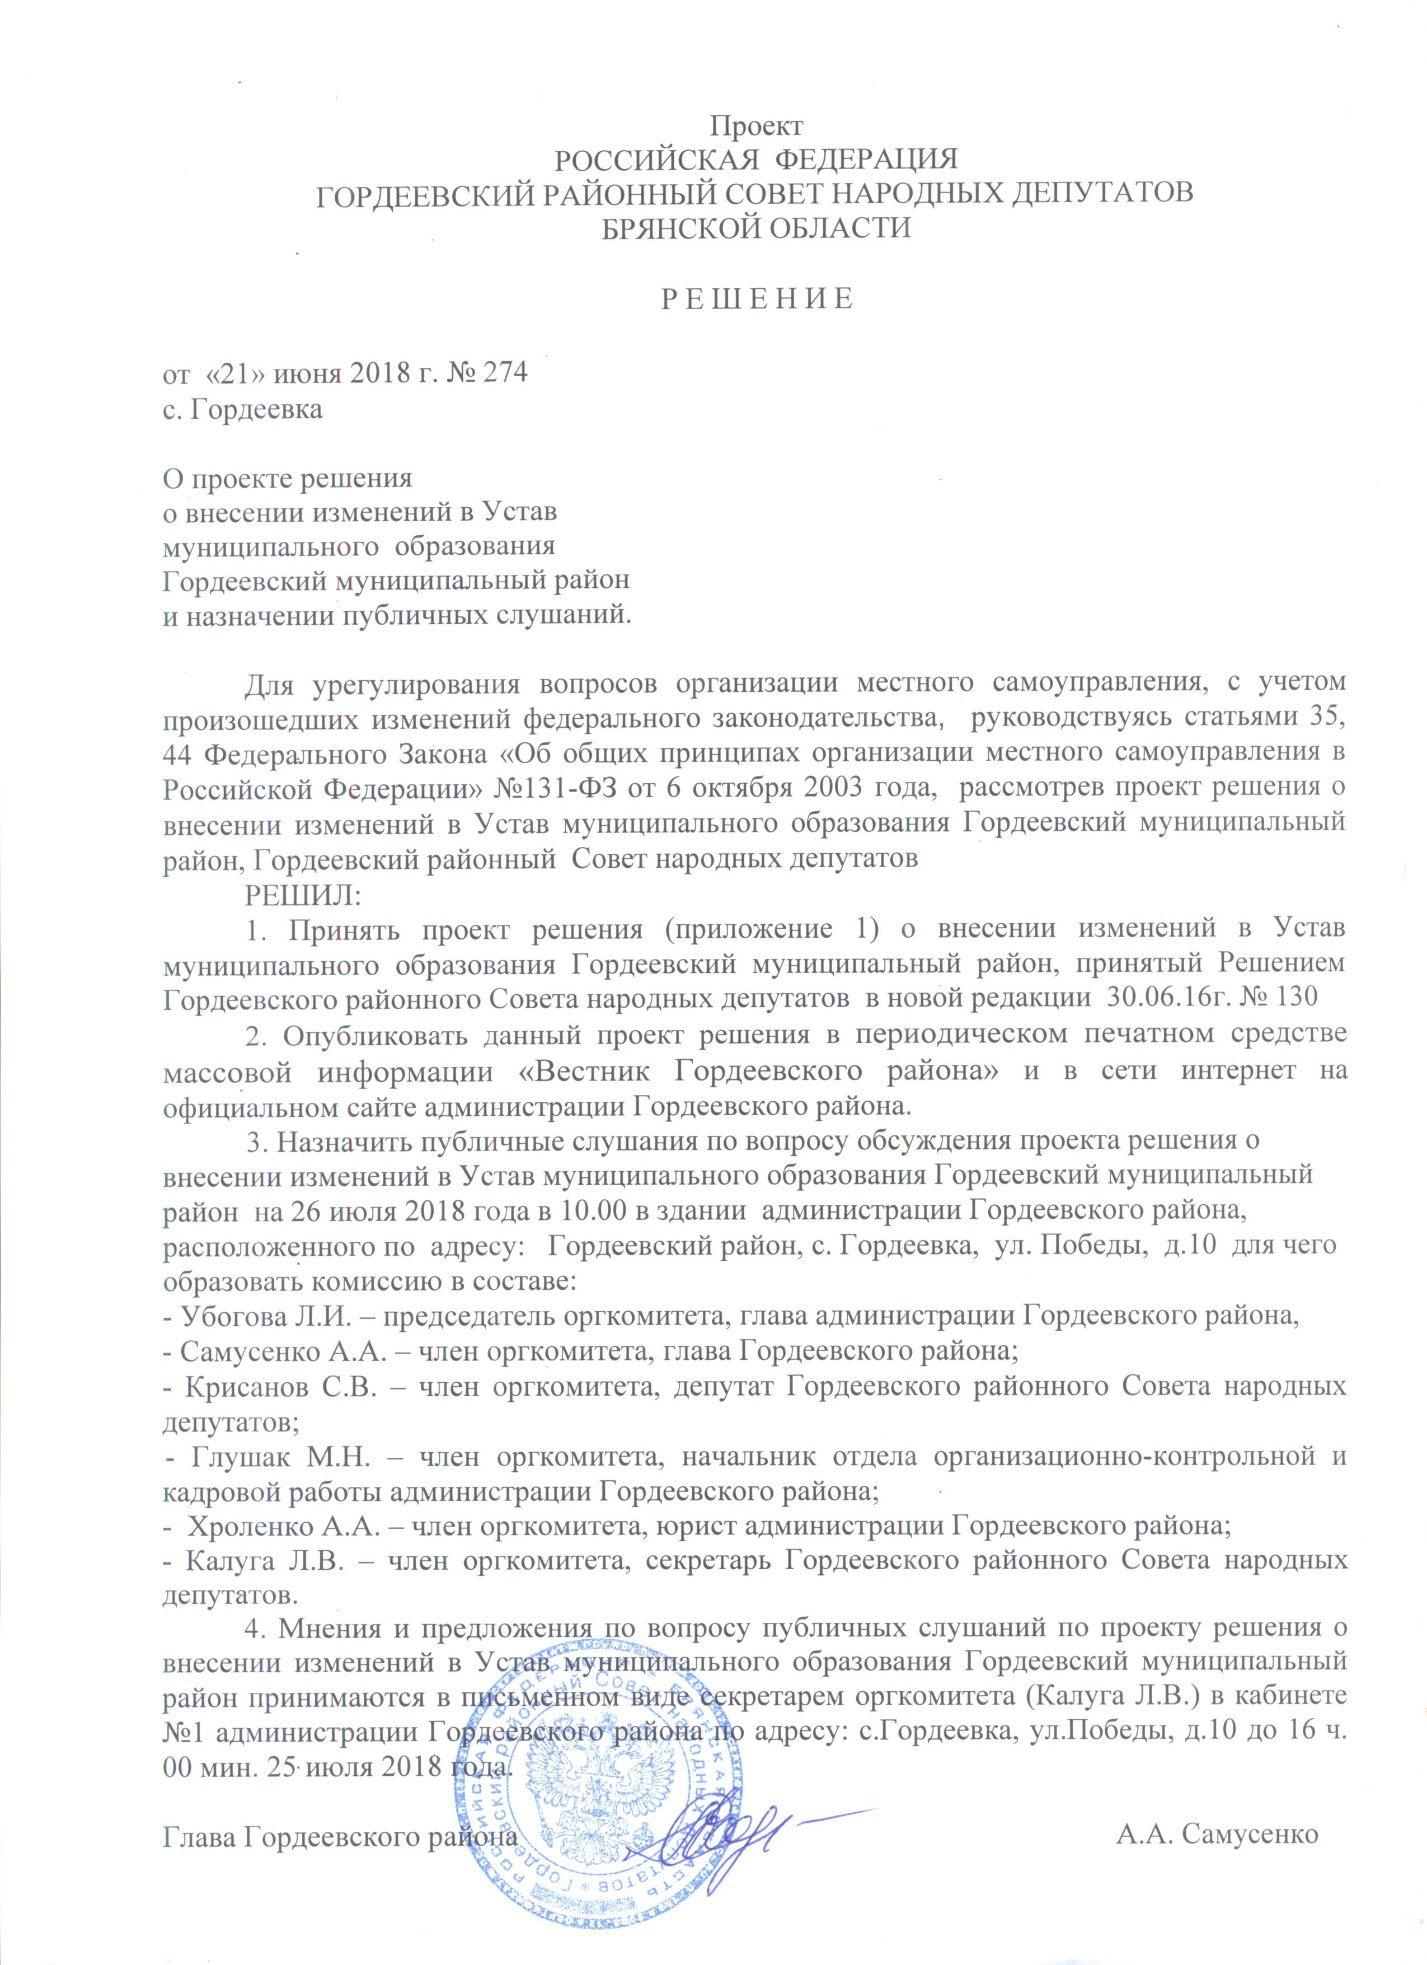 Проект
РОССИЙСКАЯ ФЕДЕРАЦИЯ
ГОРДЕЕВСКИЙ РАЙОННЫЙ СОВЕТ НАРОДНЫХ ДЕПУТАТОВ
БРЯНСКОЙ ОБЛАСТИ
Р Е Ш Е Н И Е
от «21» июня 2018 г. № 274
с. Гордеевка
О проекте решения
о внесении изменений в Устав
муниципального образования
Гордеевский муниципальный район
и назначении публичных слушаний.
Для урегулирования вопросов организации местного самоуправления, с учетом
произошедших изменений федерального законодательства, руководствуясь статьями 35,
44 Федерального Закона «Об общих принципах организации местного самоуправления в
Российской Федерации» №131-ФЗ от 6 октября 2003 года, рассмотрев проект решения о
внесении изменений в Устав муниципального образования Гордеевский муниципальный
район, Гордеевский районный Совет народных депутатов
РЕШИЛ:
1. Принять проект решения (приложение 1) о внесении изменений в Устав
муниципального образования Гордеевский муниципальный район, принятый Решением
Гордеевского районного Совета народных депутатов в новой редакции 30.06.16г. № 130
2. Опубликовать данный проект решения в периодическом печатном средстве
массовой информации «Вестник Гордеевского района» и в сети интернет на
официальном сайте администрации Гордеевского района.
3. Назначить публичные слушания по вопросу обсуждения проекта решения о
внесении изменений в Устав муниципального образования Гордеевский муниципальный
район на 26 июля 2018 года в 10.00 в здании администрации Гордеевского района,
расположенного по адресу: Гордеевский район, с. Гордеевка, ул. Победы, д.10 для чего
образовать комиссию в составе:
- Убогова Л.И. – председатель оргкомитета, глава администрации Гордеевского района,
- Самусенко А.А. – член оргкомитета, глава Гордеевского района;
- Крисанов С.В. – член оргкомитета, депутат Гордеевского районного Совета народных
депутатов;
- Глушак М.Н. – член оргкомитета, начальник отдела организационно-контрольной и
кадровой работы администрации Гордеевского района;
- Хроленко А.А. – член оргкомитета, юрист администрации Гордеевского района;
- Калуга Л.В. – член оргкомитета, секретарь Гордеевского районного Совета народных
депутатов.
4. Мнения и предложения по вопросу публичных слушаний по проекту решения о
внесении изменений в Устав муниципального образования Гордеевский муниципальный
район принимаются в письменном виде секретарем оргкомитета (Калуга Л.В.) в кабинете
№1 администрации Гордеевского района по адресу: с.Гордеевка, ул.Победы, д.10 до 16 ч.
00 мин. 25 июля 2018 года.
Глава Гордеевского района А.А. Самусенко
РОССИЙСКАЯ ФЕДЕРАЦИЯ * БРЯНСКАЯ ОБЛАСТЬ
Гордеевский районный Совет народных депутатов *